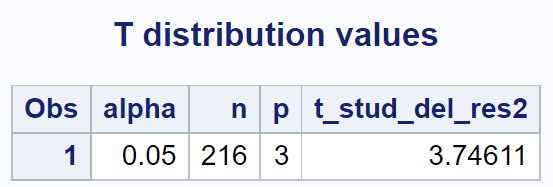 T distribution values
Obs alpha n p t_stud_del_res2
1 0.05 216 3 3.74611